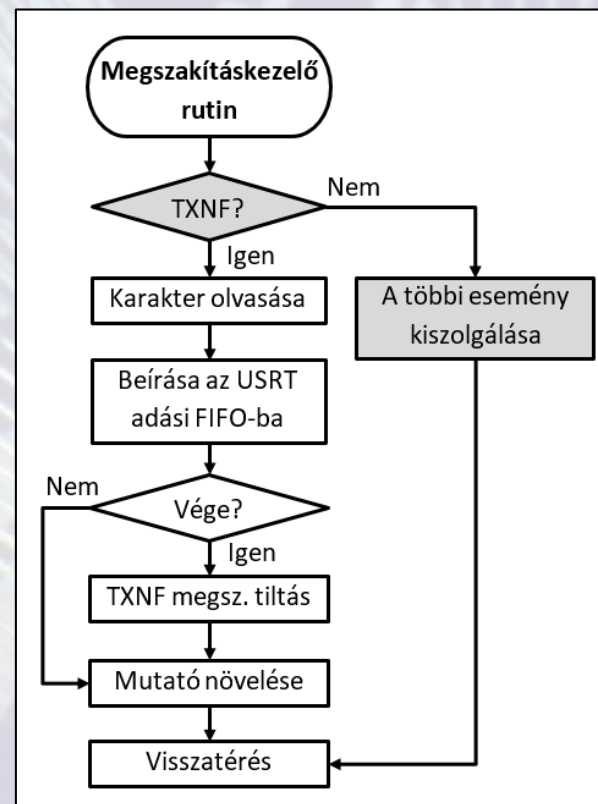 Megszakításkezelő
rutin
TXNF?
Nem
Igen
Karakter olvasása
A többi esemény
kiszolgálása
Beírása az USRT
adási FIFO-ba
Nem
Vége?
Igen
TXNF megsz. tiltás
Mutató növelése
Visszatérés